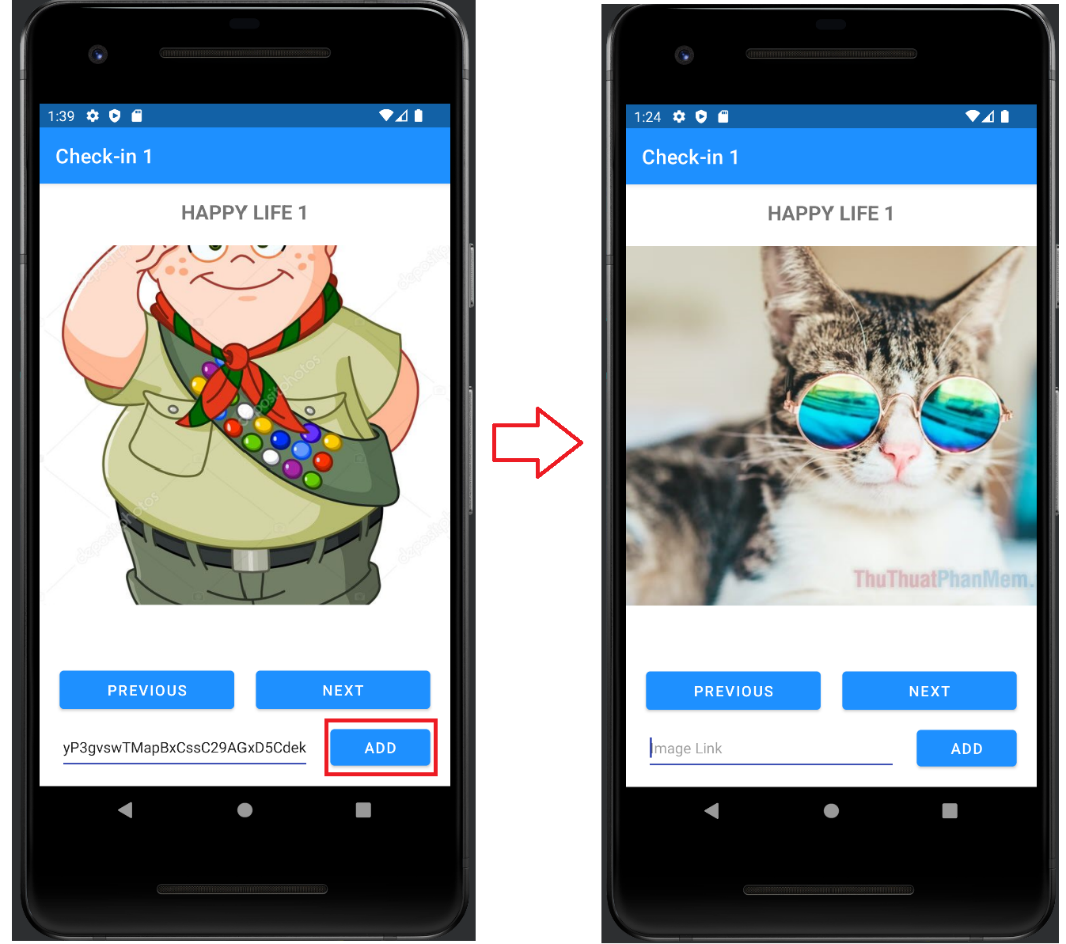 1:39
Check-in 1
HAPPY LIFE 1
depositphotos
PREVIOUS NEXT
yP3gvswTMapBxCssC29AGxD5Cdek ADD
1:24
Check-in 1
HAPPY LIFE 1
ThuThuatPhanMem.
PREVIOUS NEXT
Image Link ADD